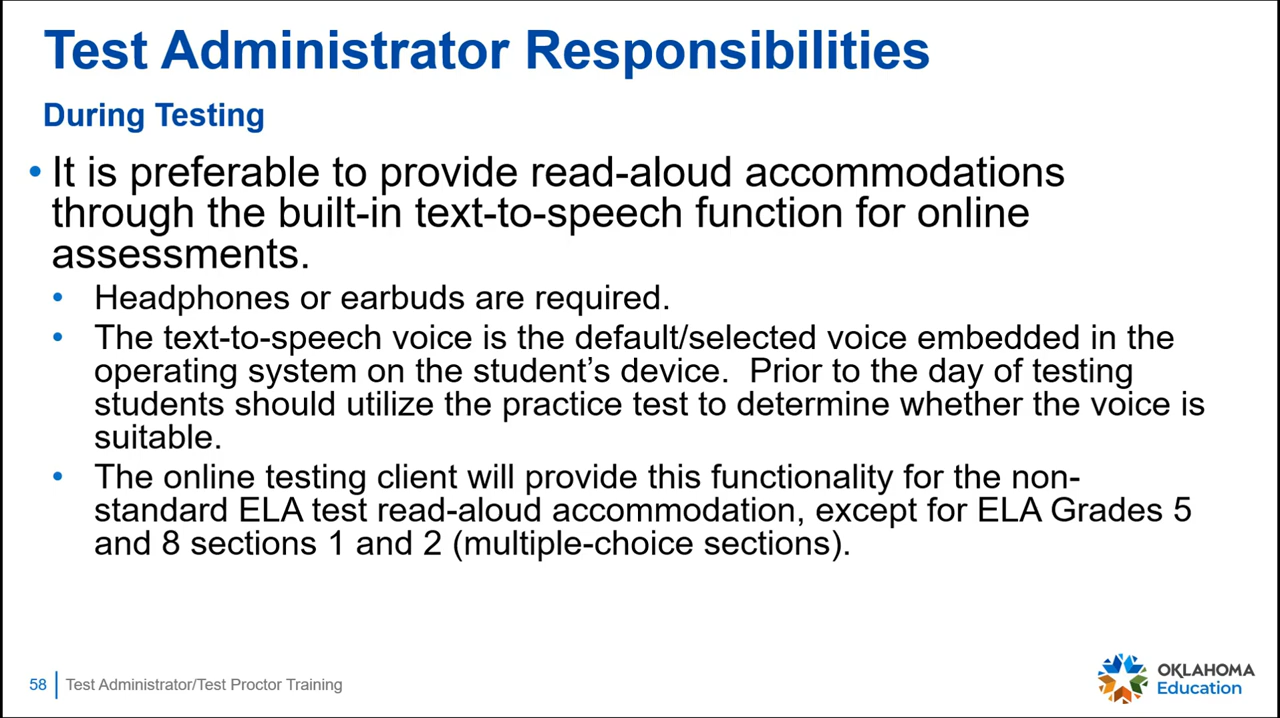 Test Administrator Responsibilities
During Testing
• It is preferable to provide read-aloud accommodations
through the built-in text-to-speech function for online
assessments.
• Headphones or earbuds are required.
• The text-to-speech voice is the default/selected voice embedded in the
operating system on the student’s device.  Prior to the day of testing
students should utilize the practice test to determine whether the voice is
suitable.
• The online testing client will provide this functionality for the non-
standard ELA test read-aloud accommodation, except for ELA Grades 5
and 8 sections 1 and 2 (multiple-choice sections).
58 | Test Administrator/Test Proctor Training
OKLAHOMA
Education